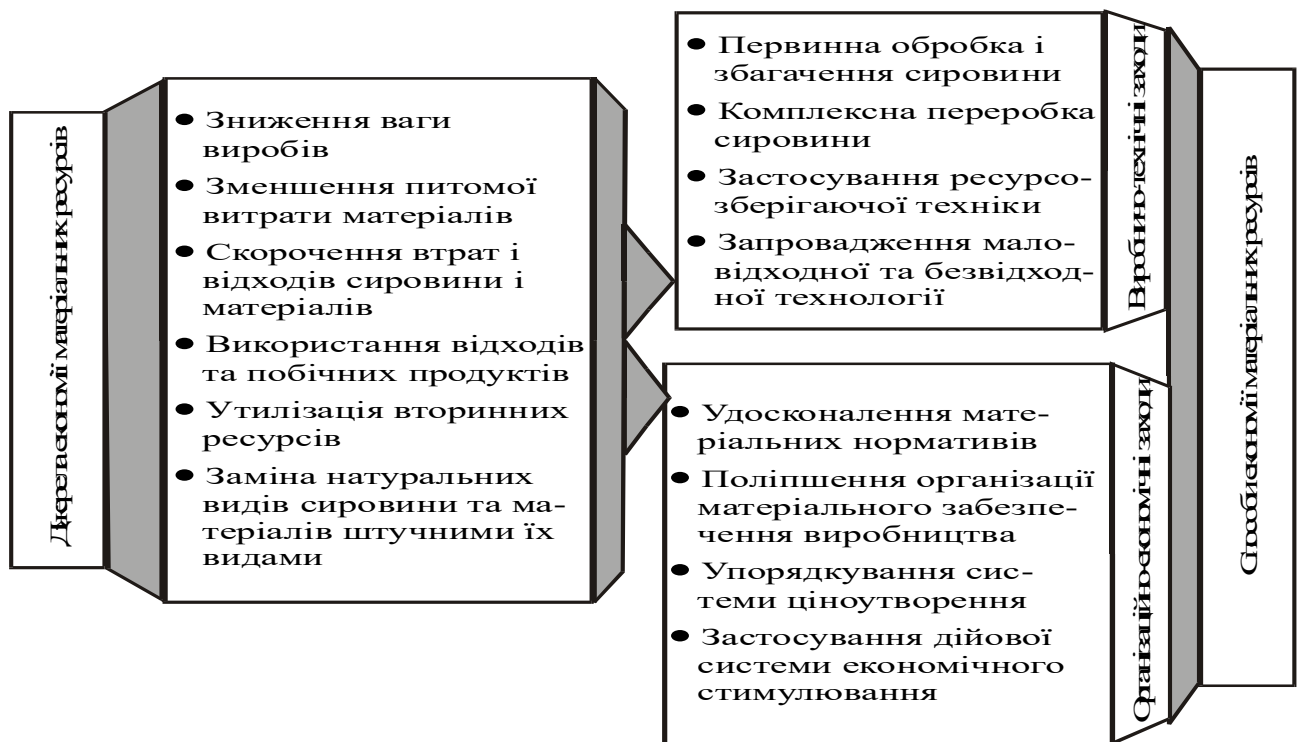 Джерела економії матеріальних ресурсів
● Зниження ваги
виробів
● Зменшення питомої
витрати матеріалів
● Скорочення втрат і
відходів сировини і
матеріалів
● Використання відходів
та побічних продуктів
● Утилізація вторинних
ресурсів
● Заміна натуральних
видів сировини та ма-
теріалів штучними їх
видами
● Первинна обробка і
збагачення сировини
● Комплексна переробка
сировини
● Застосування ресурсо-
зберігаючої техніки
● Запровадження мало-
відходної та безвідход-
ної технології
Виробничо-технічні заходи
● Удосконалення мате-
ріальних нормативів
● Поліпшення організації
матеріального забезпе-
чення виробництва
● Упорядкування сис-
теми ціноутворення
● Застосування дійової
системи економічного
стимулювання
Організаційно-економічні заходи
Способи економії матеріальних ресурсів